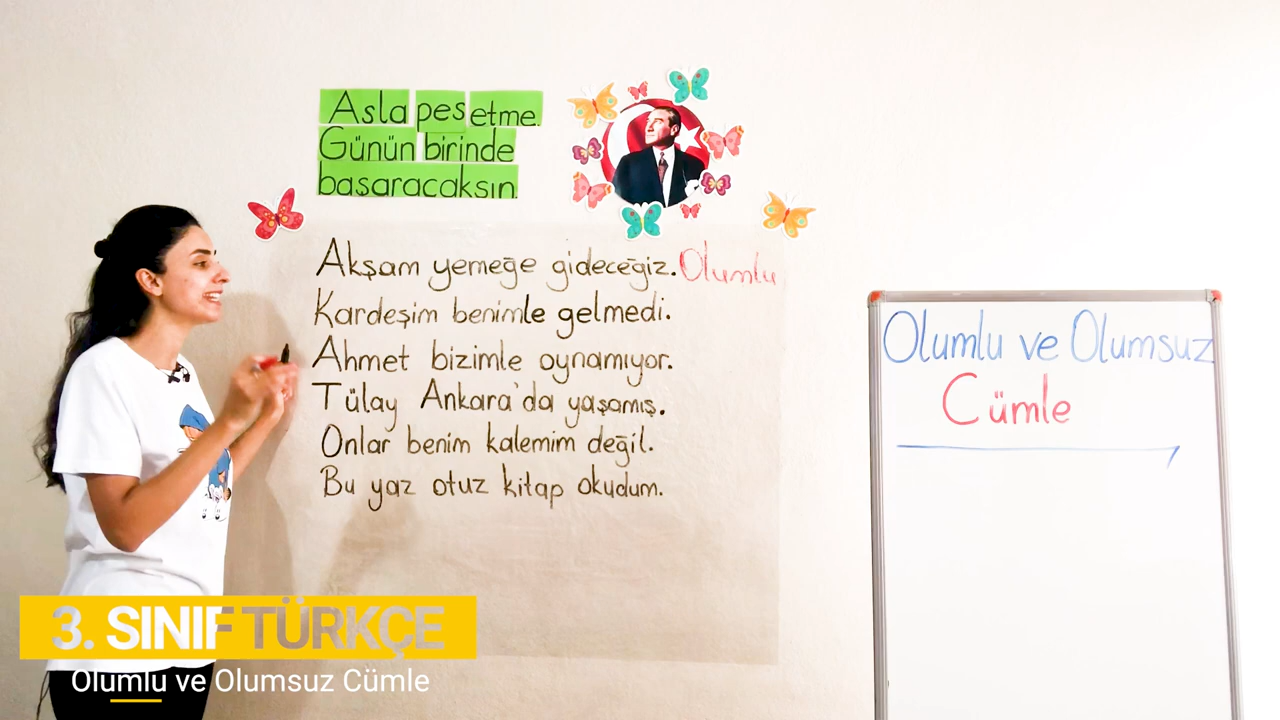 Asla pes etme.
Günün birinde
başaracaksın.
Akşam yemeğe gideceğiz. Olumlu
Kardeşim benimle gelmedi.
Ahmet bizimle oynamıyor.
Tülay Ankara'da yaşamış.
Onlar benim kalemim değil.
Bu yaz otuz kitap okudum.
Olumlu ve Olumsuz
Cümle
3. SINIF TÜRKÇE
Olumlu ve Olumsuz Cümle